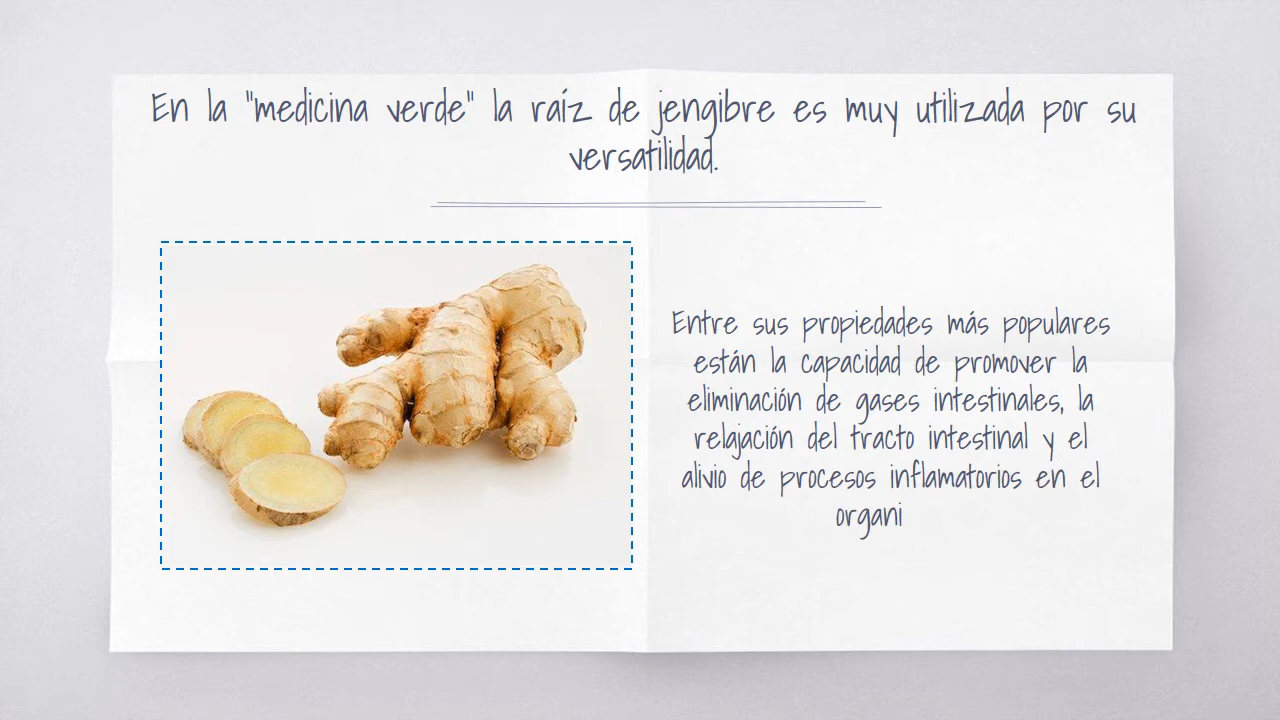 En la "medicina verde" la raíz de jengibre es muy utilizada por su
versatilidad.
Entre sus propiedades más populares
están la capacidad de promover la
eliminación de gases intestinales, la
relajación del tracto intestinal y el
alivio de procesos inflamatorios en el
organi